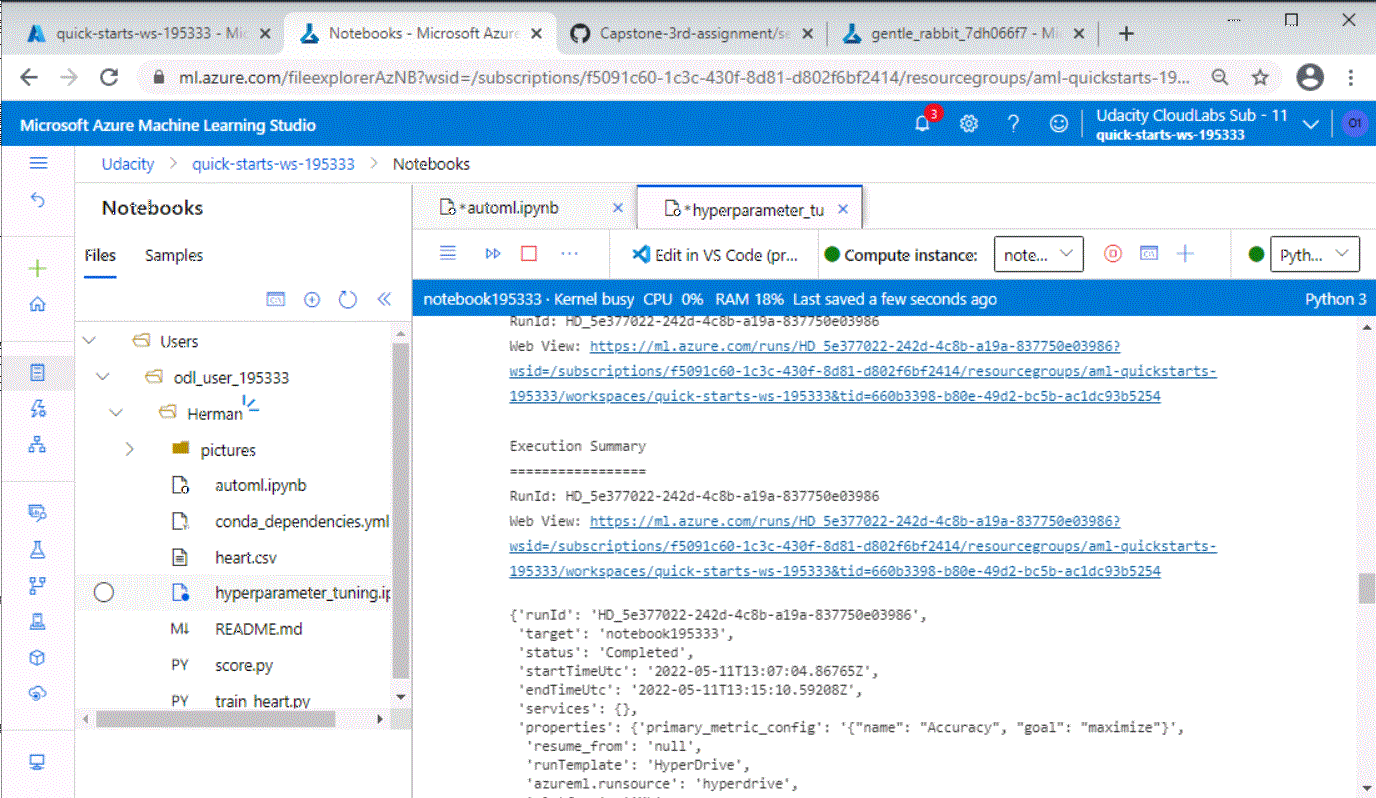 quick-starts-ws-195333 - Mic
Notebooks - Microsoft Azure
Capstone-3rd-assignment/se
gentle_rabbit_7dh066f7 - Mi
ml.azure.com/fileexplorerAzNB?wsid=/subscriptions/f5091c60-1c3c-430f-8d81-d802f6bf2414/resourcegroups/aml-quickstarts-19...
Microsoft Azure Machine Learning Studio
3
Udacity CloudLabs Sub - 11
quick-starts-ws-195333
O1
Udacity > quick-starts-ws-195333 > Notebooks
Notebooks
Files Samples
Users
odl_user_195333
Herman
pictures
automl.ipynb
conda_dependencies.yml
heart.csv
hyperparameter_tuning.ip
M↓ README.md
PY score.py
PY train_heart.py
*automl.ipynb
*hyperparameter_tu
Edit in VS Code (pr...
Compute instance:
note...
Pyth...
notebook195333 · Kernel busy CPU 0% RAM 18% Last saved a few seconds ago
Python 3
RunId: HD_5e377022-242d-4c8b-a19a-837750e03986
Web View: https://ml.azure.com/runs/HD_5e377022-242d-4c8b-a19a-837750e03986?
wsid=/subscriptions/f5091c60-1c3c-430f-8d81-d802f6bf2414/resourcegroups/aml-quickstarts-
195333/workspaces/quick-starts-ws-195333&tid=660b3398-b80e-49d2-bc5b-ac1dc93b5254
Execution Summary
=================
RunId: HD_5e377022-242d-4c8b-a19a-837750e03986
Web View: https://ml.azure.com/runs/HD_5e377022-242d-4c8b-a19a-837750e03986?
wsid=/subscriptions/f5091c60-1c3c-430f-8d81-d802f6bf2414/resourcegroups/aml-quickstarts-
195333/workspaces/quick-starts-ws-195333&tid=660b3398-b80e-49d2-bc5b-ac1dc93b5254
{'runId': 'HD_5e377022-242d-4c8b-a19a-837750e03986',
'target': 'notebook195333',
'status': 'Completed',
'startTimeUtc': '2022-05-11T13:07:04.86765Z',
'endTimeUtc': '2022-05-11T13:15:10.59208Z',
'services': {},
'properties': {'primary_metric_config': '{"name": "Accuracy", "goal": "maximize"}',
'resume_from': 'null',
'runTemplate': 'HyperDrive',
'azureml.runsource': 'hyperdrive',